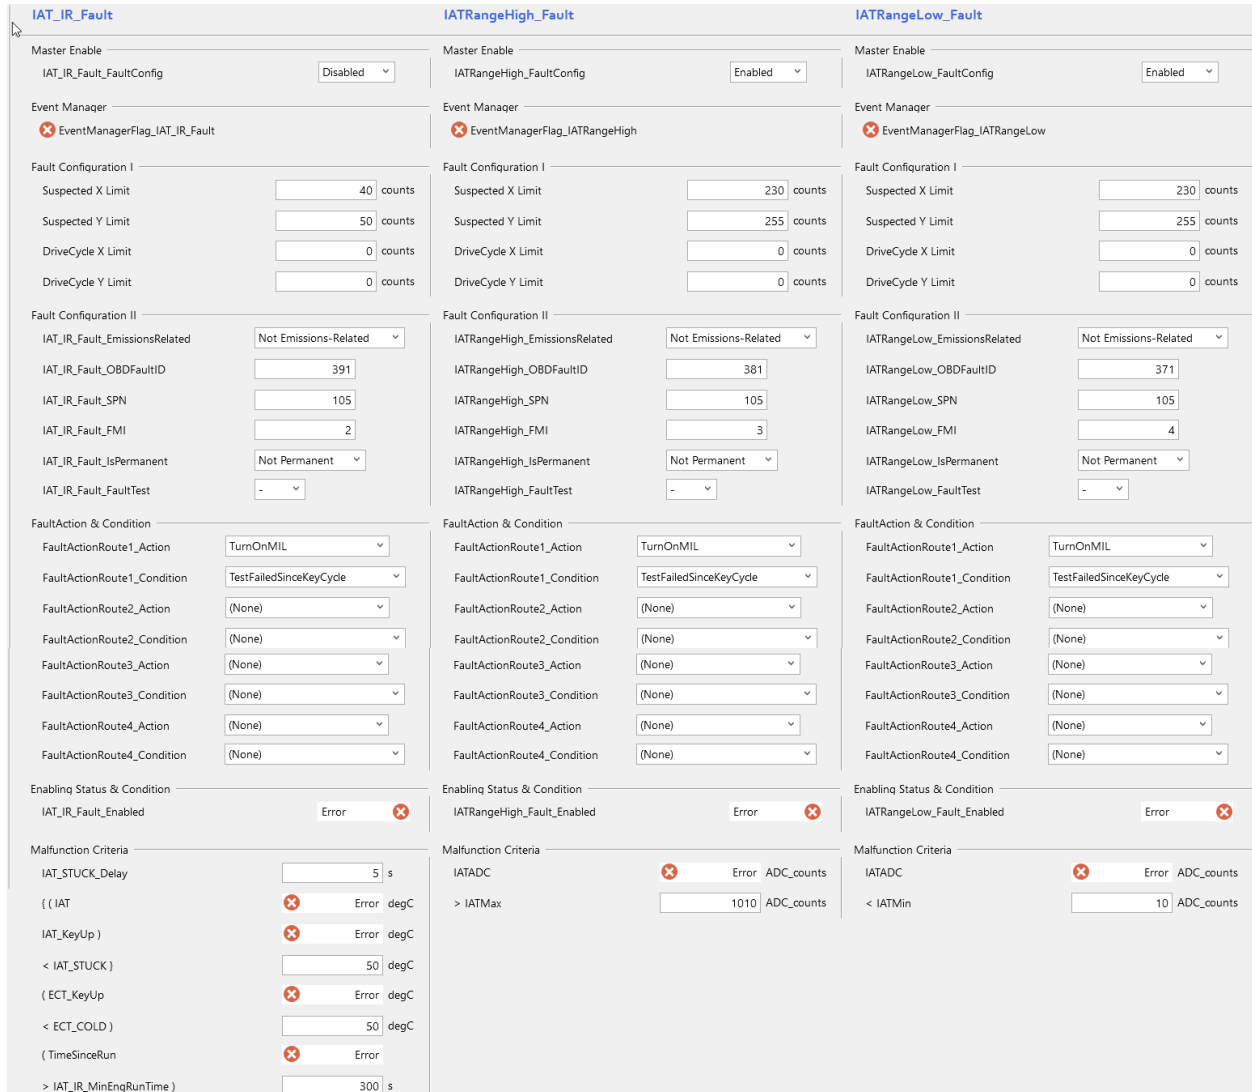 IAT_IR_Fault
Master Enable
IAT_IR_Fault_FaultConfig Disabled
Event Manager
EventManagerFlag_IAT_IR_Fault
Fault Configuration I
Suspected X Limit 40 counts
Suspected Y Limit 50 counts
DriveCycle X Limit 0 counts
DriveCycle Y Limit 0 counts
Fault Configuration II
IAT_IR_Fault_EmissionsRelated Not Emissions-Related
IAT_IR_Fault_OBDFaultID 391
IAT_IR_Fault_SPN 105
IAT_IR_Fault_FMI 2
IAT_IR_Fault_IsPermanent Not Permanent
IAT_IR_Fault_FaultTest -
FaultAction & Condition
FaultActionRoute1_Action TurnOnMIL
FaultActionRoute1_Condition TestFailedSinceKeyCycle
FaultActionRoute2_Action (None)
FaultActionRoute2_Condition (None)
FaultActionRoute3_Action (None)
FaultActionRoute3_Condition (None)
FaultActionRoute4_Action (None)
FaultActionRoute4_Condition (None)
Enabling Status & Condition
IAT_IR_Fault_Enabled Error
Malfunction Criteria
IAT_STUCK_Delay 5 s
{ ( IAT Error degC
IAT_KeyUp ) Error degC
< IAT_STUCK } 50 degC
( ECT_KeyUp Error degC
< ECT_COLD ) 50 degC
( TimeSinceRun Error
> IAT_IR_MinEngRunTime ) 300 s
IATRangeHigh_Fault
Master Enable
IATRangeHigh_FaultConfig Enabled
Event Manager
EventManagerFlag_IATRangeHigh
Fault Configuration I
Suspected X Limit 230 counts
Suspected Y Limit 255 counts
DriveCycle X Limit 0 counts
DriveCycle Y Limit 0 counts
Fault Configuration II
IATRangeHigh_EmissionsRelated Not Emissions-Related
IATRangeHigh_OBDFaultID 381
IATRangeHigh_SPN 105
IATRangeHigh_FMI 3
IATRangeHigh_IsPermanent Not Permanent
IATRangeHigh_FaultTest -
FaultAction & Condition
FaultActionRoute1_Action TurnOnMIL
FaultActionRoute1_Condition TestFailedSinceKeyCycle
FaultActionRoute2_Action (None)
FaultActionRoute2_Condition (None)
FaultActionRoute3_Action (None)
FaultActionRoute3_Condition (None)
FaultActionRoute4_Action (None)
FaultActionRoute4_Condition (None)
Enabling Status & Condition
IATRangeHigh_Fault_Enabled Error
Malfunction Criteria
IATADC Error ADC_counts
> IATMax 1010 ADC_counts
IATRangeLow_Fault
Master Enable
IATRangeLow_FaultConfig Enabled
Event Manager
EventManagerFlag_IATRangeLow
Fault Configuration I
Suspected X Limit 230 counts
Suspected Y Limit 255 counts
DriveCycle X Limit 0 counts
DriveCycle Y Limit 0 counts
Fault Configuration II
IATRangeLow_EmissionsRelated Not Emissions-Related
IATRangeLow_OBDFaultID 371
IATRangeLow_SPN 105
IATRangeLow_FMI 4
IATRangeLow_IsPermanent Not Permanent
IATRangeLow_FaultTest -
FaultAction & Condition
FaultActionRoute1_Action TurnOnMIL
FaultActionRoute1_Condition TestFailedSinceKeyCycle
FaultActionRoute2_Action (None)
FaultActionRoute2_Condition (None)
FaultActionRoute3_Action (None)
FaultActionRoute3_Condition (None)
FaultActionRoute4_Action (None)
FaultActionRoute4_Condition (None)
Enabling Status & Condition
IATRangeLow_Fault_Enabled Error
Malfunction Criteria
IATADC Error ADC_counts
< IATMin 10 ADC_counts